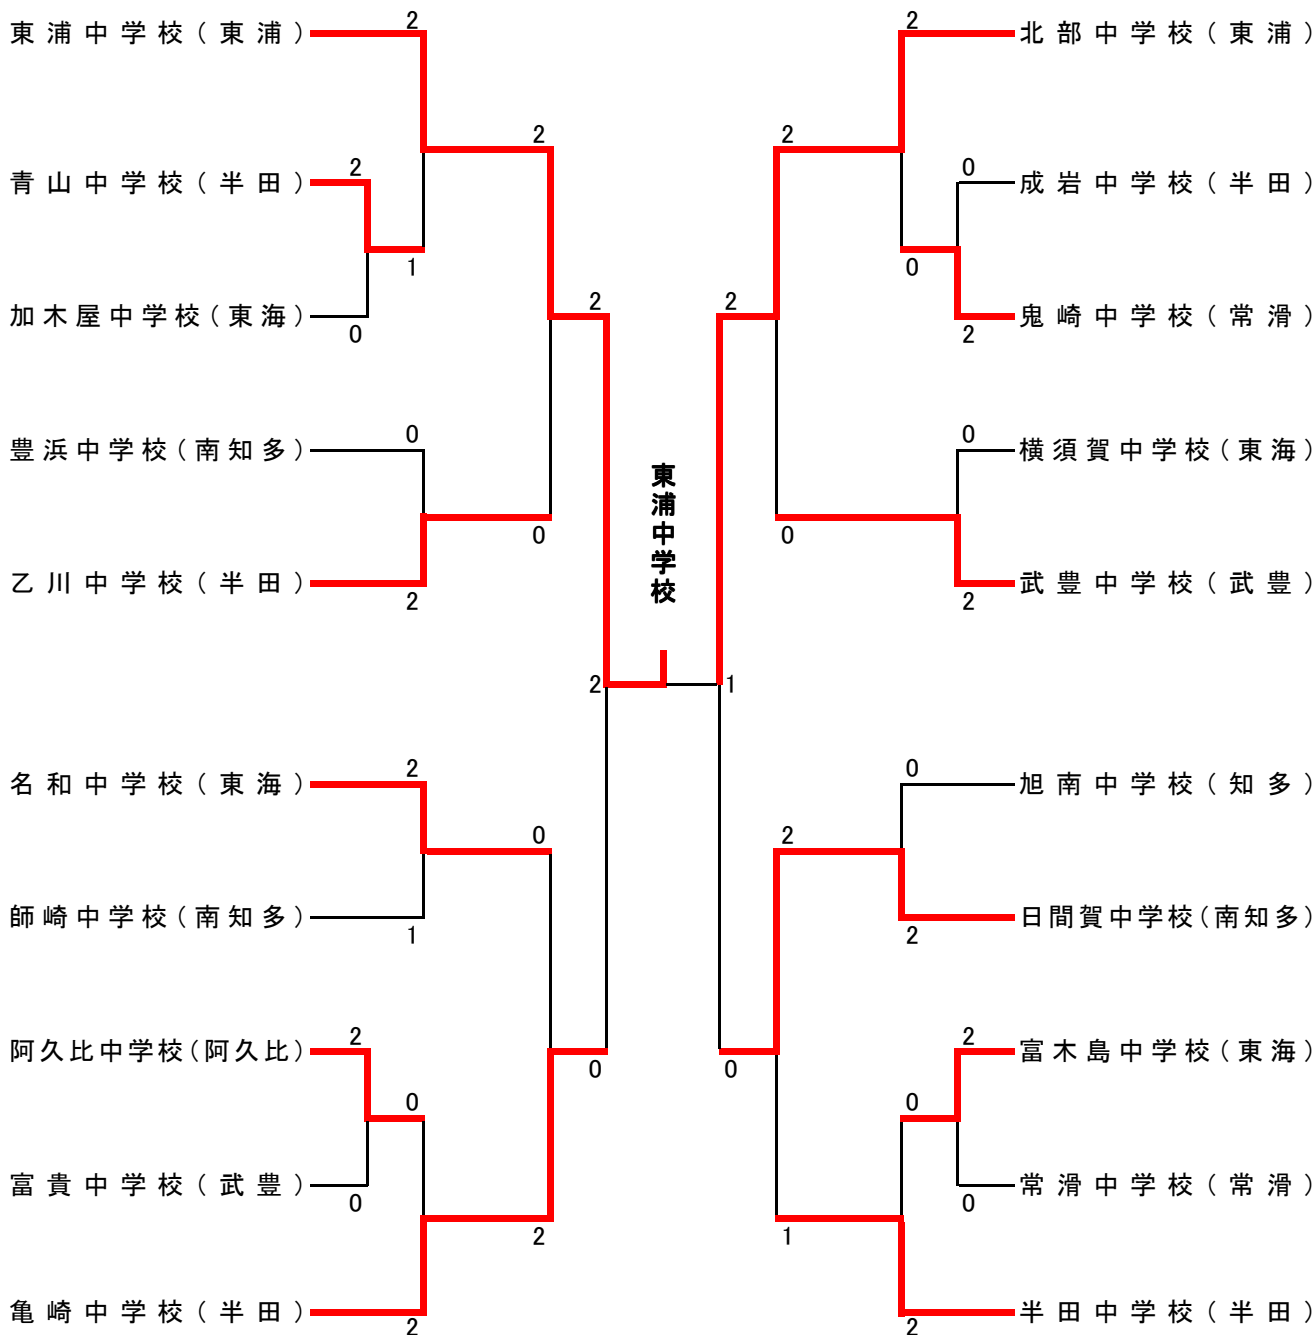 東浦中学校（東浦）
2
2
北部中学校（東浦）
2
2
青山中学校（半田）
2
0
成岩中学校（半田）
1
0
2
2
加木屋中学校（東海）
0
2
鬼崎中学校（常滑）
豊浜中学校（南知多）
0
0
横須賀中学校（東海）
東浦中学校
0
0
乙川中学校（半田）
2
2
武豊中学校（武豊）
2
1
名和中学校（東海）
2
0
旭南中学校（知多）
0
2
師崎中学校（南知多）
1
2
日間賀中学校（南知多）
阿久比中学校（阿久比）
2
2
富木島中学校（東海）
0
0
0
0
富貴中学校（武豊）
0
0
常滑中学校（常滑）
2
1
亀崎中学校（半田）
2
2
半田中学校（半田）